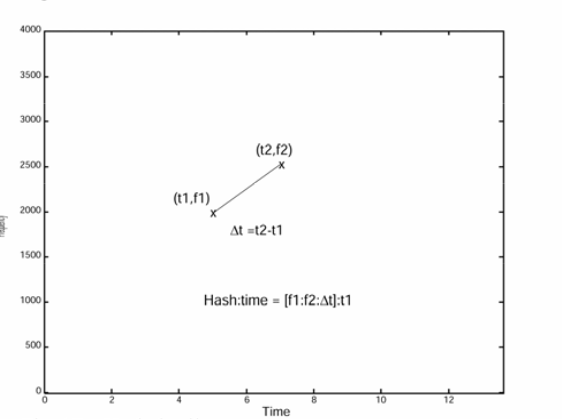 4000
3500
3000
2500
2000
1500
1000
500
0
(t2,f2)
x
(t1,f1)
x
Δt =t2-t1
Hash:time = [f1:f2:Δt]:t1
0 2 4 6 8 10 12
Time